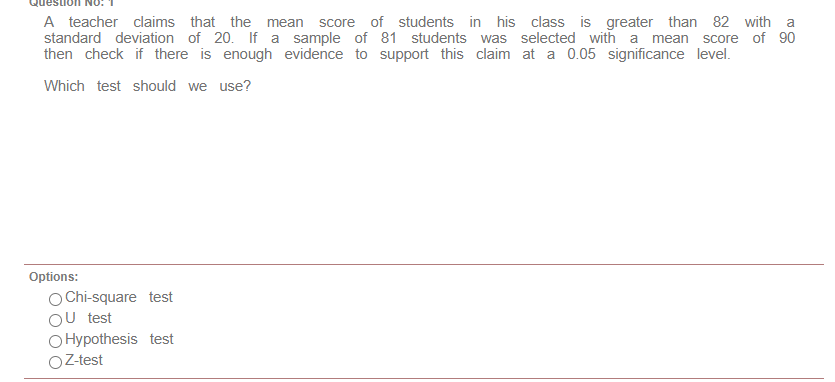 Question No: 1
A teacher claims that the mean score of students in his class is greater than 82 with a
standard deviation of 20. If a sample of 81 students was selected with a mean score of 90
then check if there is enough evidence to support this claim at a 0.05 significance level.
Which test should we use?
Options:
Chi-square test
U test
Hypothesis test
Z-test